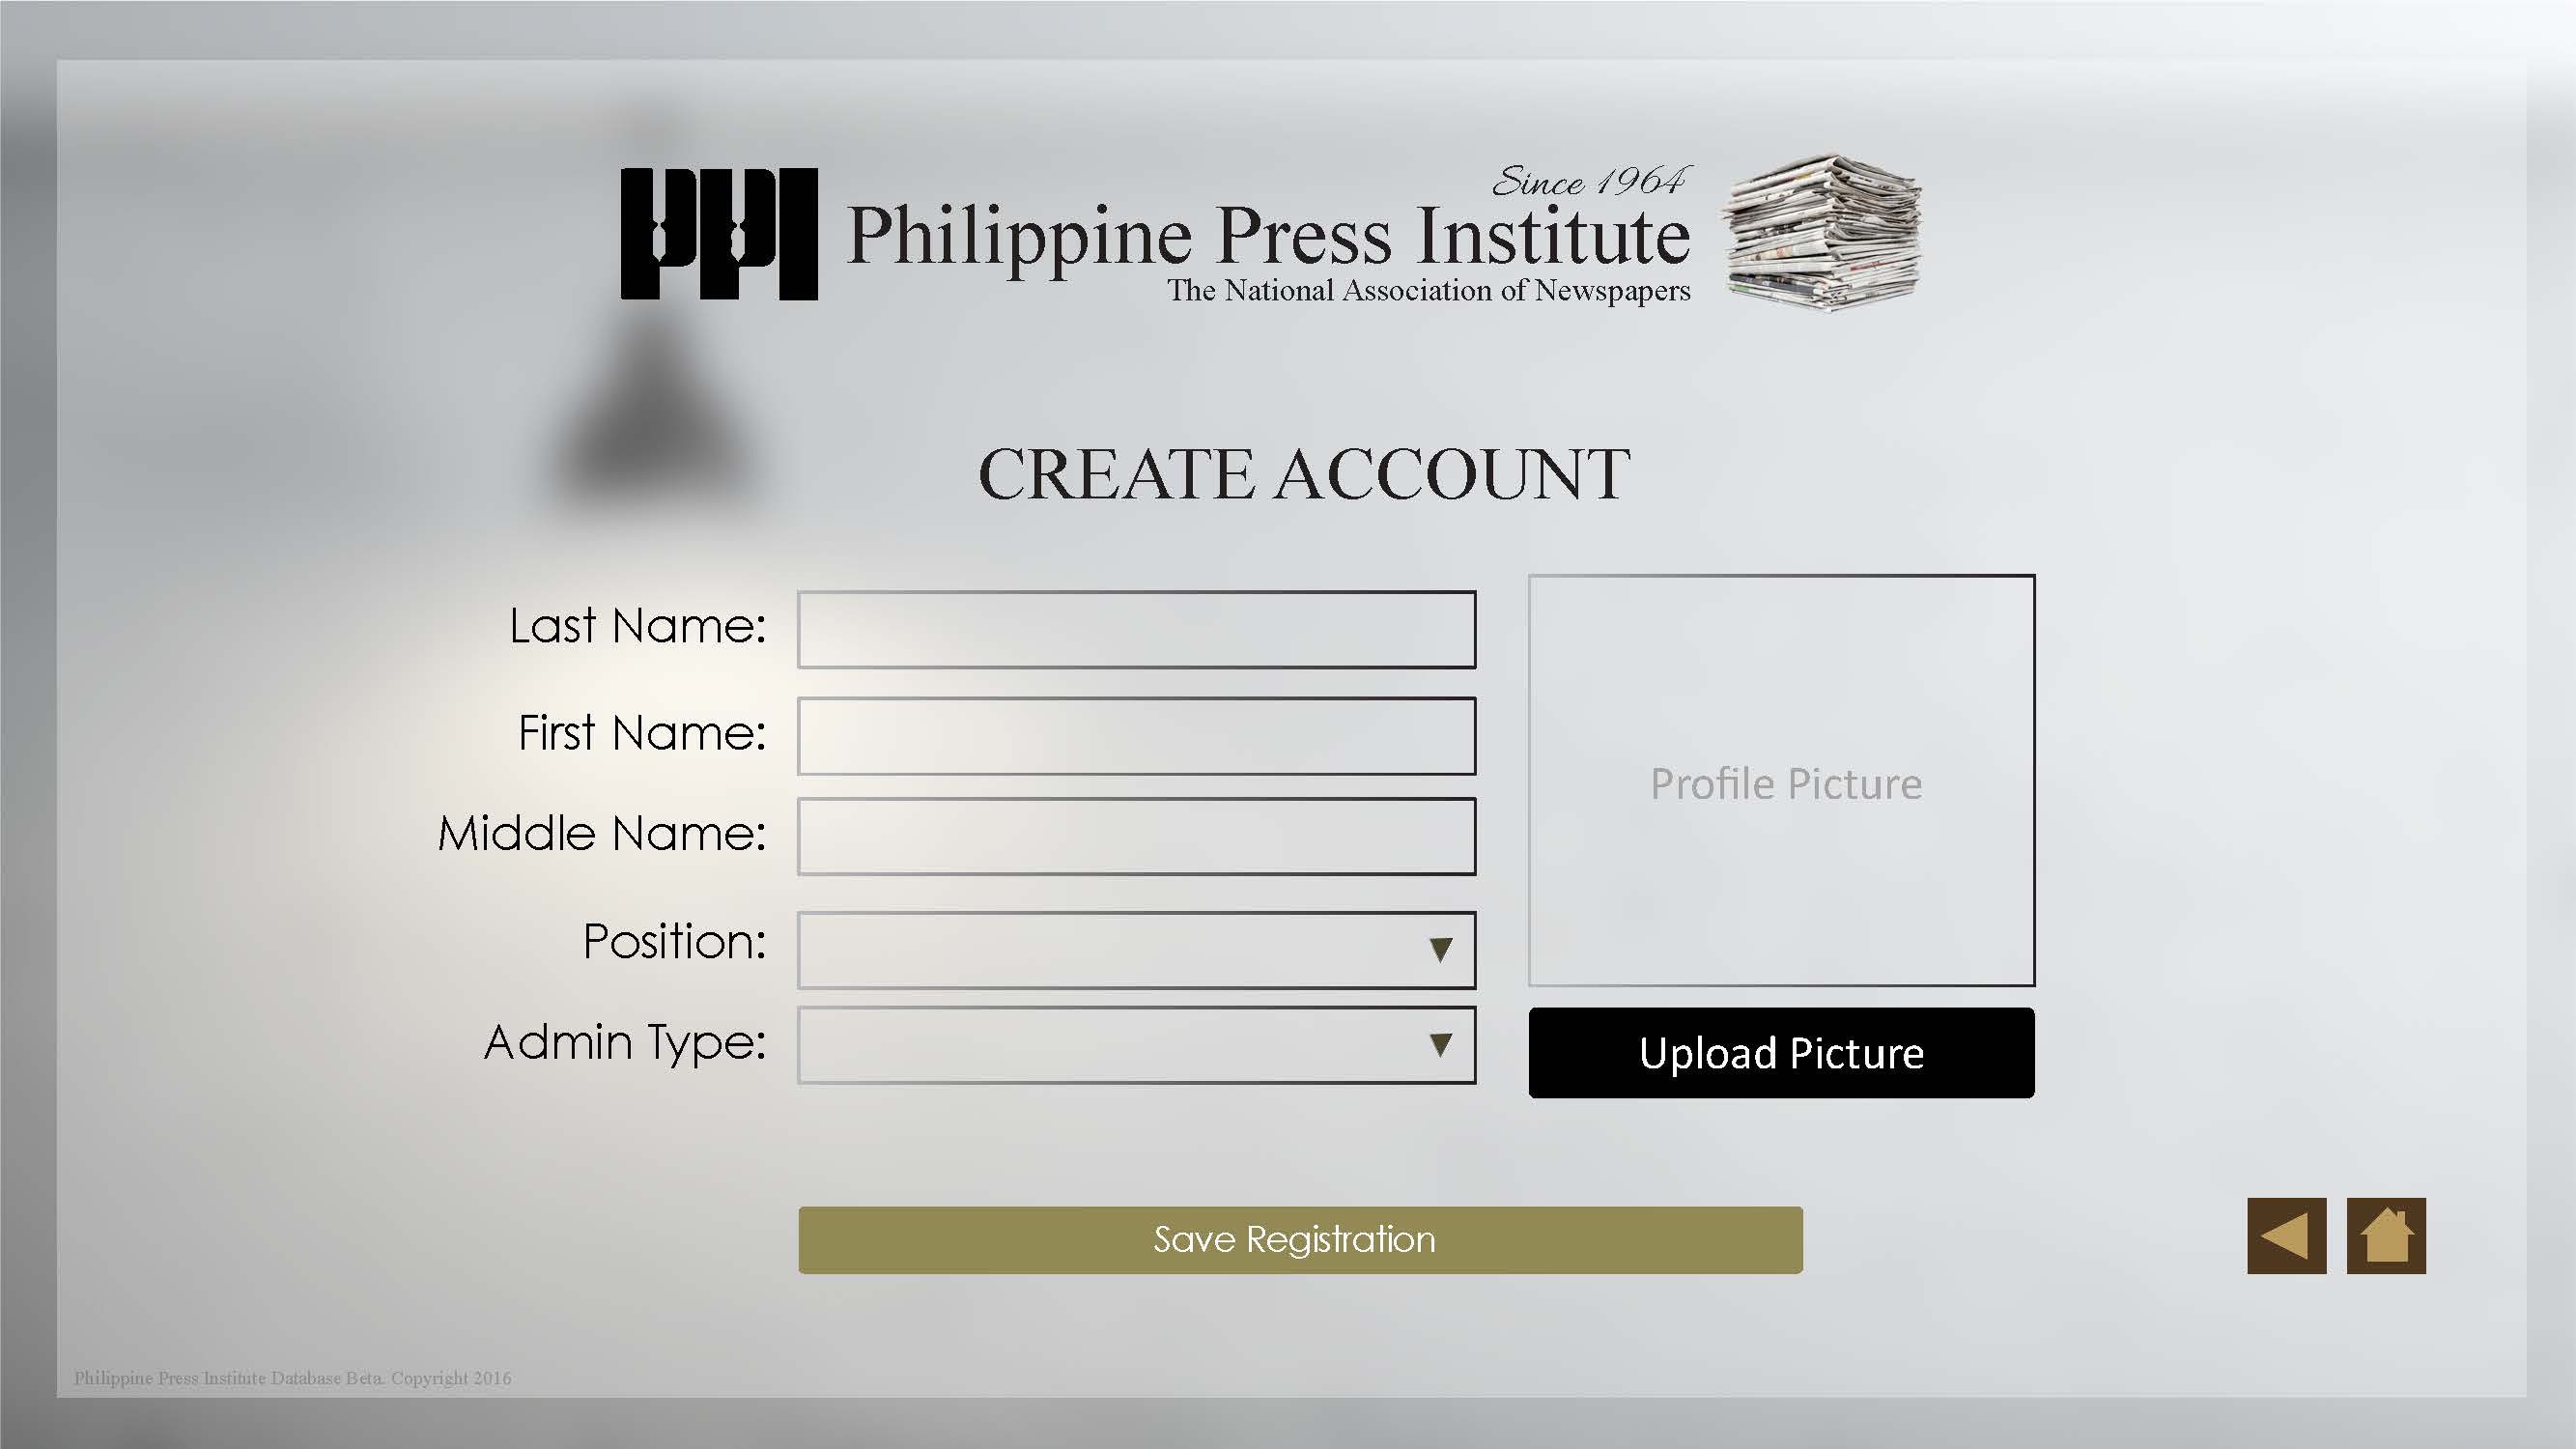 PPI
Since 1964
Philippine Press Institute
The National Association of Newspapers
CREATE ACCOUNT
Last Name:
First Name:
Middle Name:
Position:
Admin Type:
Profile Picture
Upload Picture
Save Registration
Philippine Press Institute Database Beta. Copyright 2016